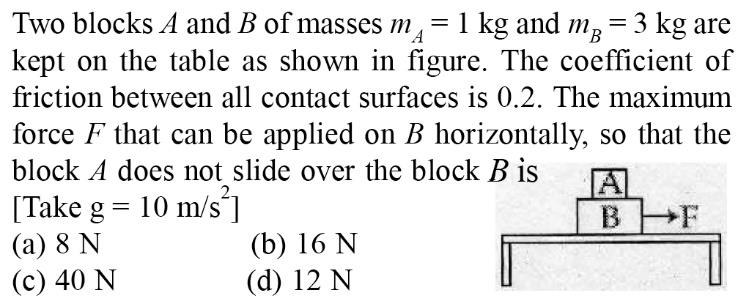 Two blocks A and B of masses m_A = 1 kg and m_B = 3 kg are
kept on the table as shown in figure. The coefficient of
friction between all contact surfaces is 0.2. The maximum
force F that can be applied on B horizontally, so that the
block A does not slide over the block B is
[Take g = 10 m/s²]
(a) 8 N (b) 16 N
(c) 40 N (d) 12 N
A
B F